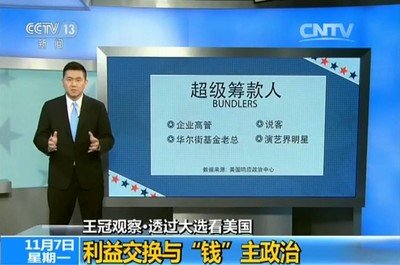 CCTV 13
新闻
CNTV
超级筹款人
BUNDLERS
企业高管
说客
华尔街基金老总
演艺界明星
数据来源：美国响应政治中心
王冠观察·透过大选看美国
11月7日
星期一
利益交换与“钱”主政治